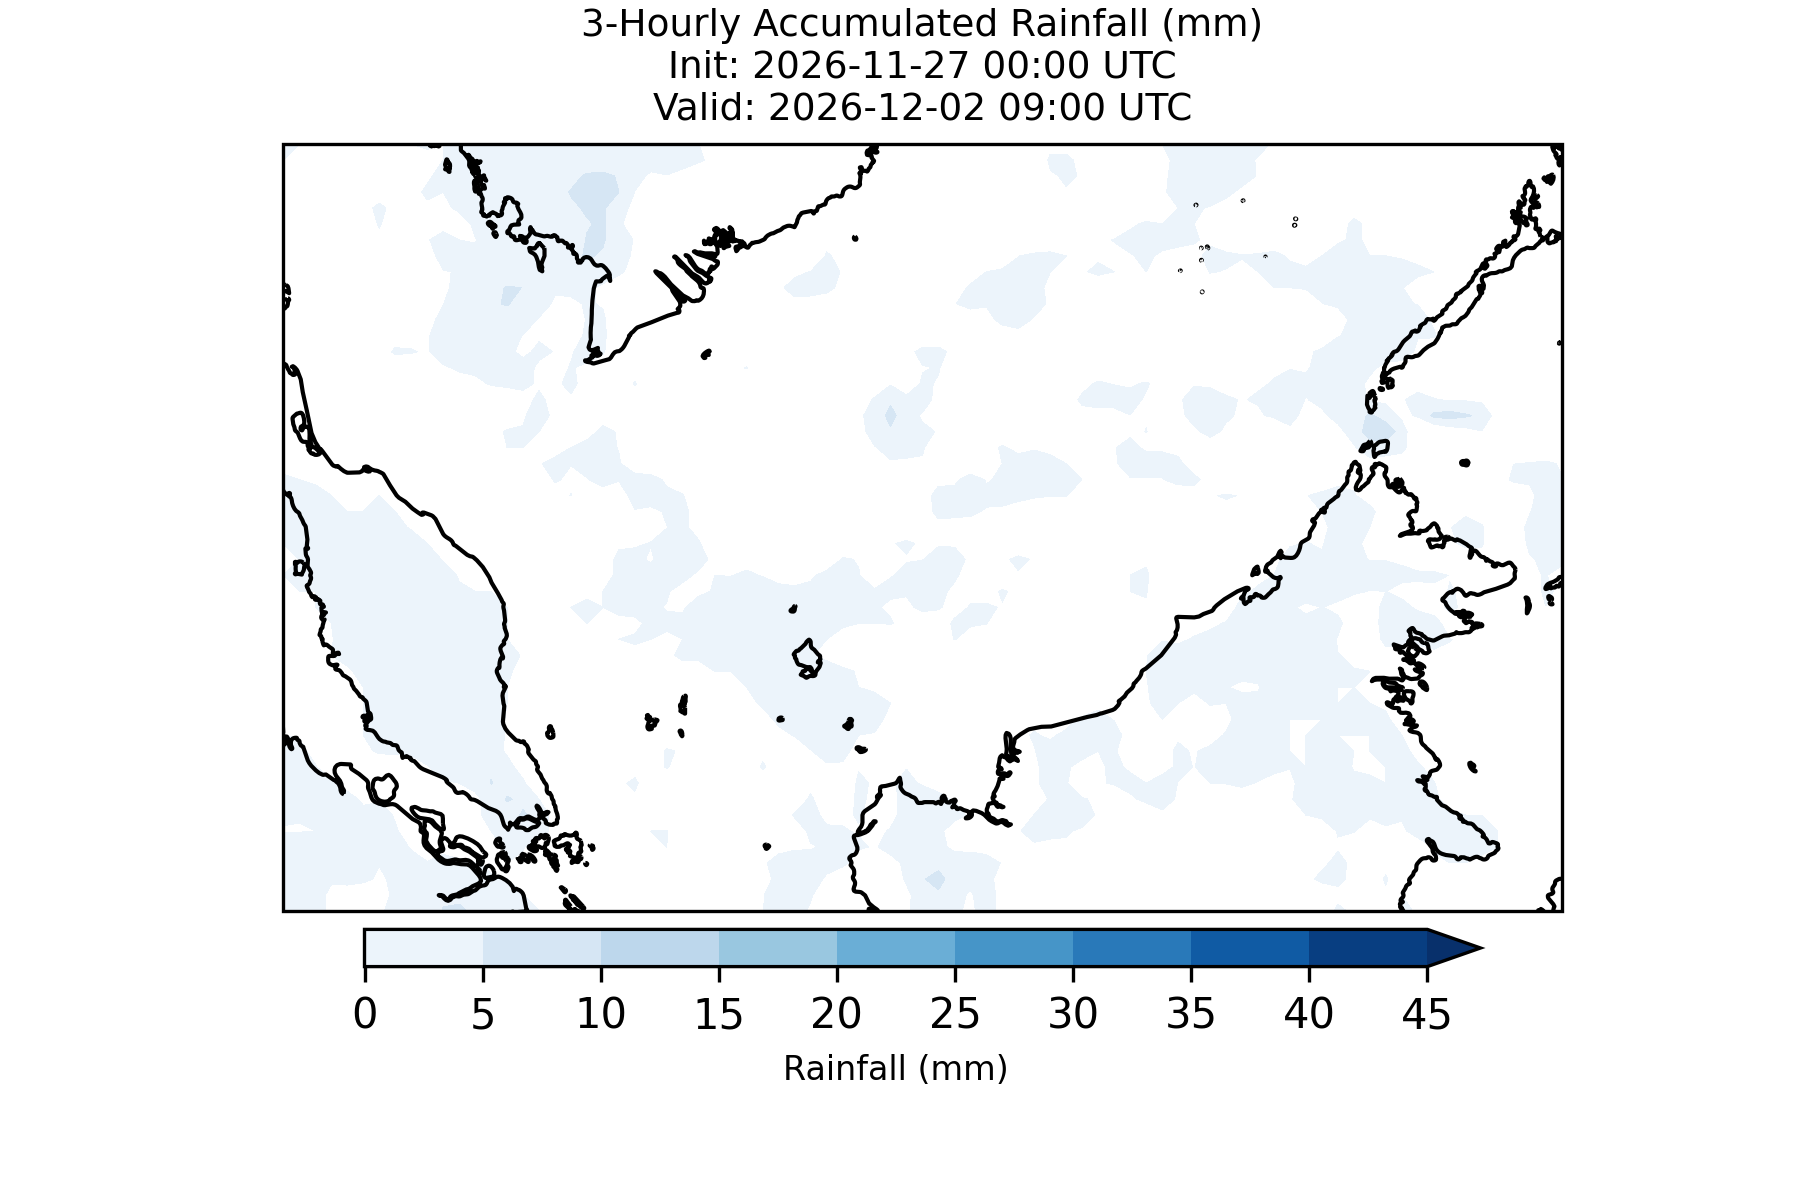 3-Hourly Accumulated Rainfall (mm)
Init: 2026-11-27 00:00 UTC
Valid: 2026-12-02 09:00 UTC
0 5 10 15 20 25 30 35 40 45
Rainfall (mm)